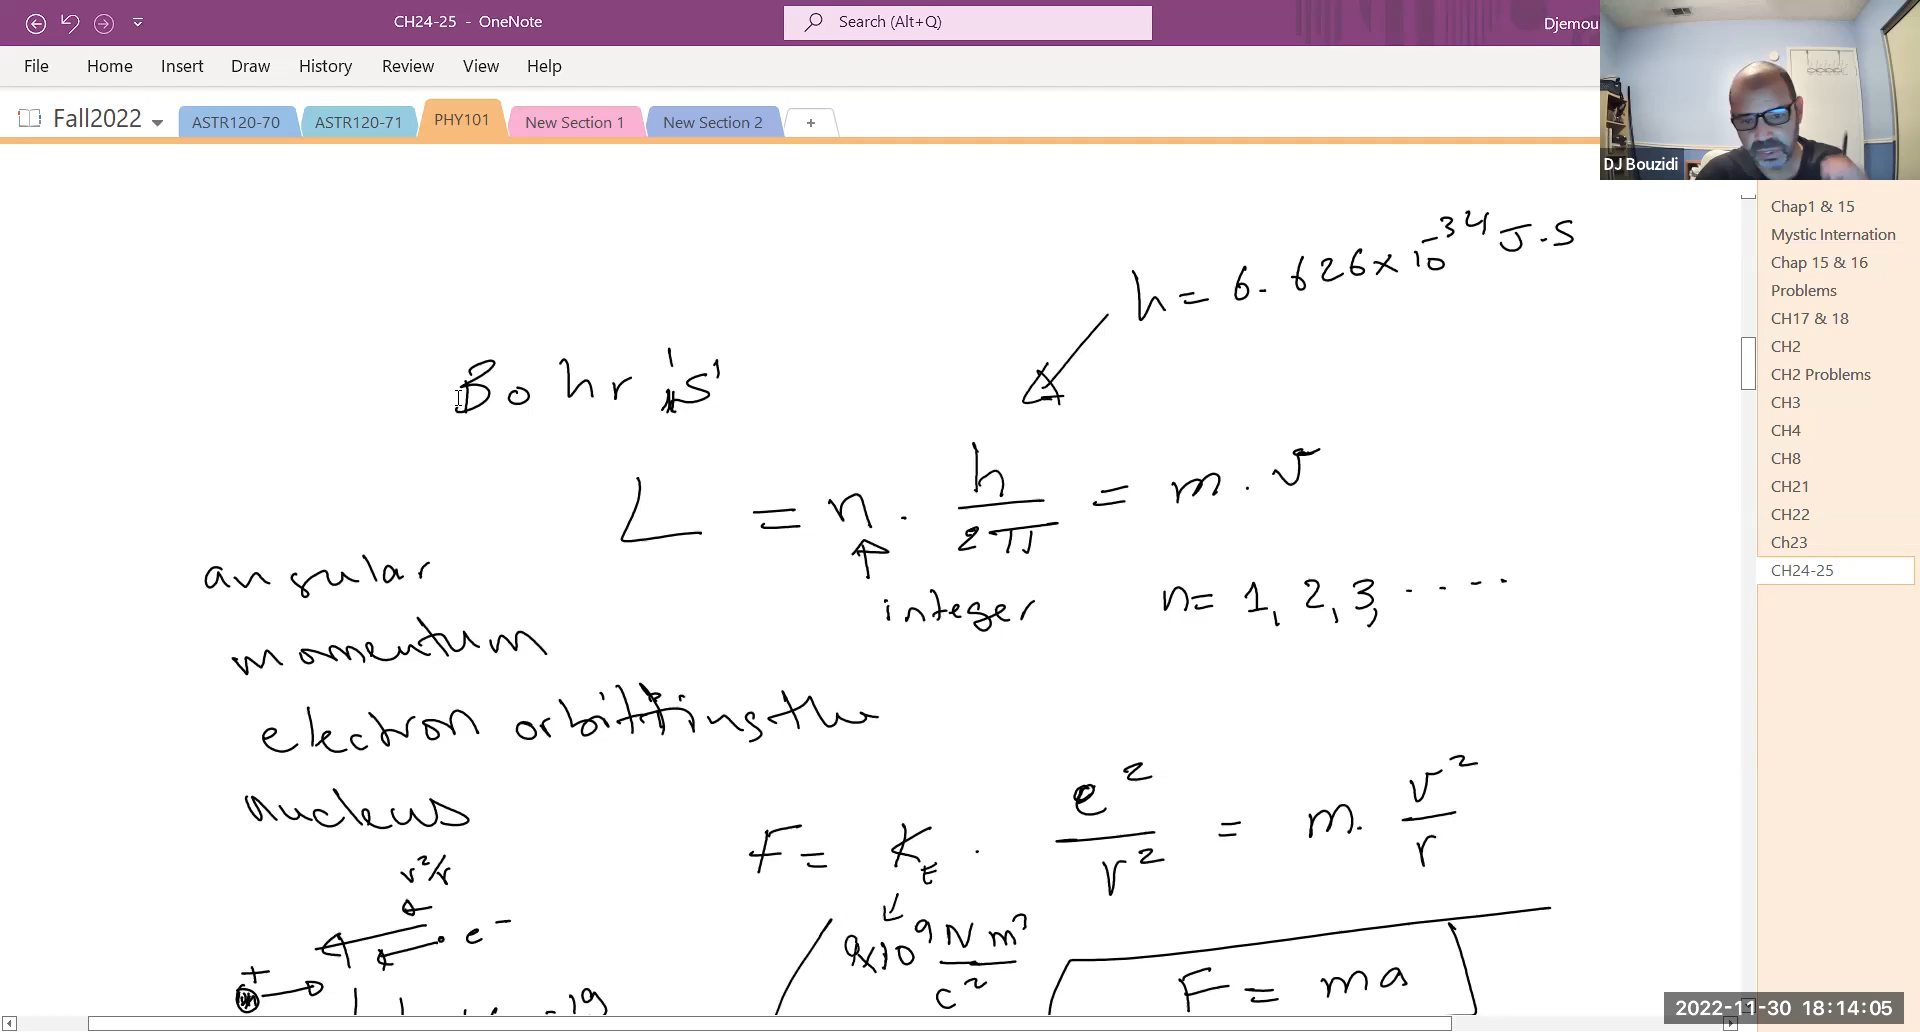 CH24-25 - OneNote
Search (Alt+Q)
Djemou
File Home Insert Draw History Review View Help
Fall2022
ASTR120-70
ASTR120-71
PHY101
New Section 1
New Section 2
+
DJ Bouzidi
Chap1 & 15
Mystic Internation
Chap 15 & 16
Problems
CH17 & 18
CH2
CH2 Problems
CH3
CH4
CH8
CH21
CH22
Ch23
CH24-25
h = 6.626 x 10^-34 J.S
Bohr's'
L = n . h/2π = m . v
integer n = 1, 2, 3, ....
angular
momentum
electron orbitting the
nucleus
F = K_E . e²/r² = m. v²/r
v²/r
e-
+
9x10^9 N m³/c²
F = ma
2022-11-30 18:14:05